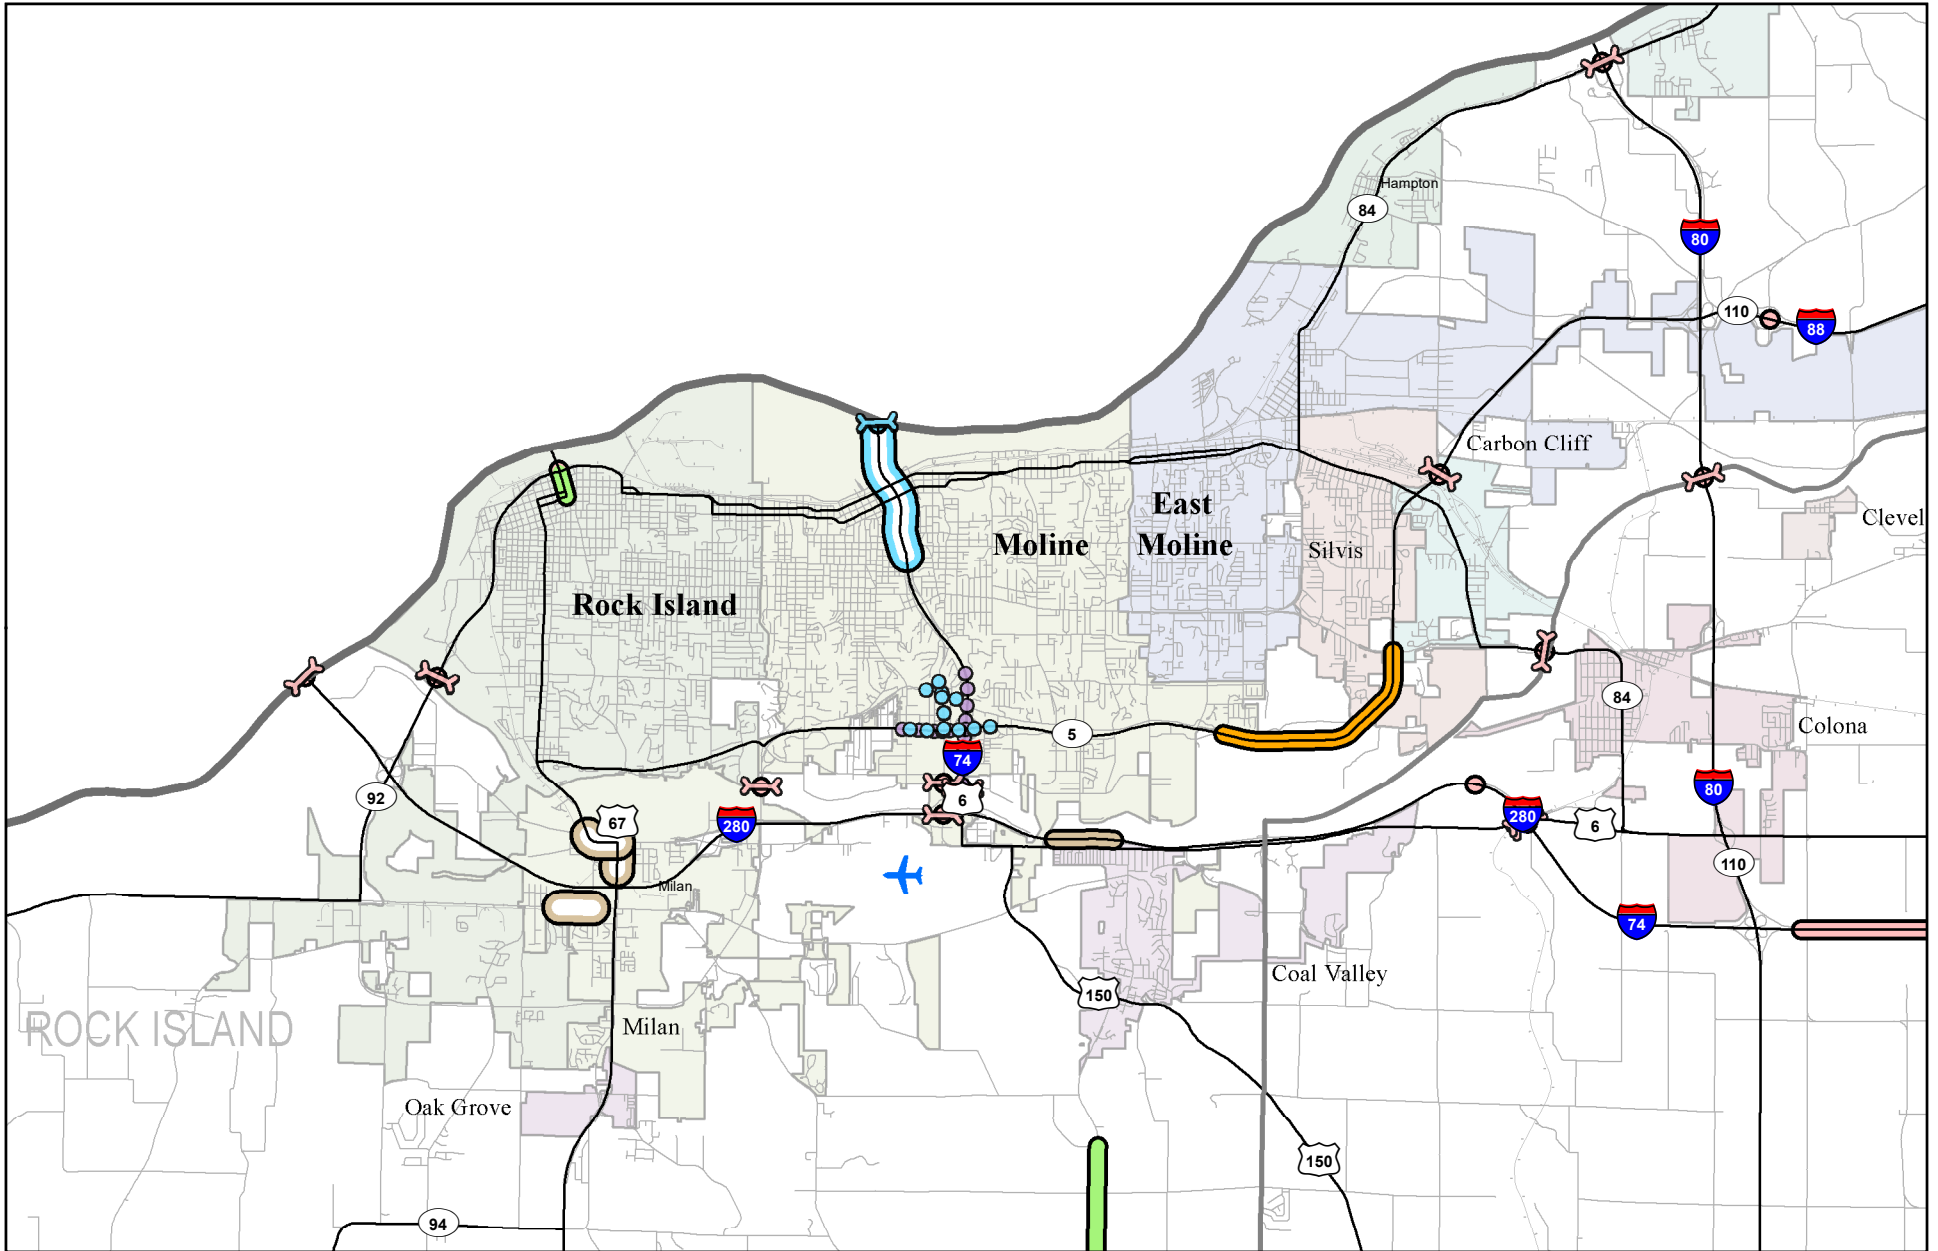 Hampton
84
80
110
88
Carbon Cliff
East
Moline
Moline
Silvis
Clevel
Rock Island
84
Colona
5
74
92
6
67
280
80
280
6
110
Milan
74
Coal Valley
150
ROCK ISLAND
Milan
Oak Grove
150
94